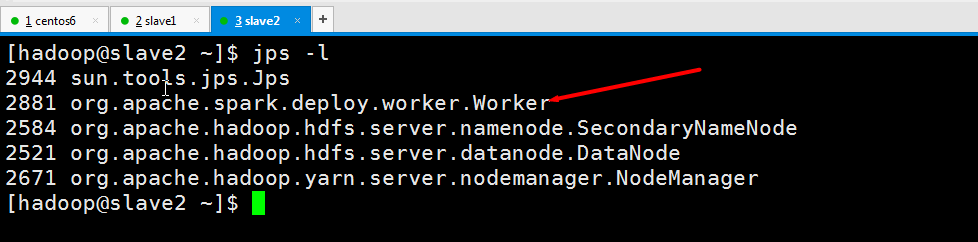 1 centos6 × 2 slave1 × 3 slave2 × +
[hadoop@slave2 ~]$ jps -l
2944 sun.tools.jps.Jps
2881 org.apache.spark.deploy.worker.Worker
2584 org.apache.hadoop.hdfs.server.namenode.SecondaryNameNode
2521 org.apache.hadoop.hdfs.server.datanode.DataNode
2671 org.apache.hadoop.yarn.server.nodemanager.NodeManager
[hadoop@slave2 ~]$